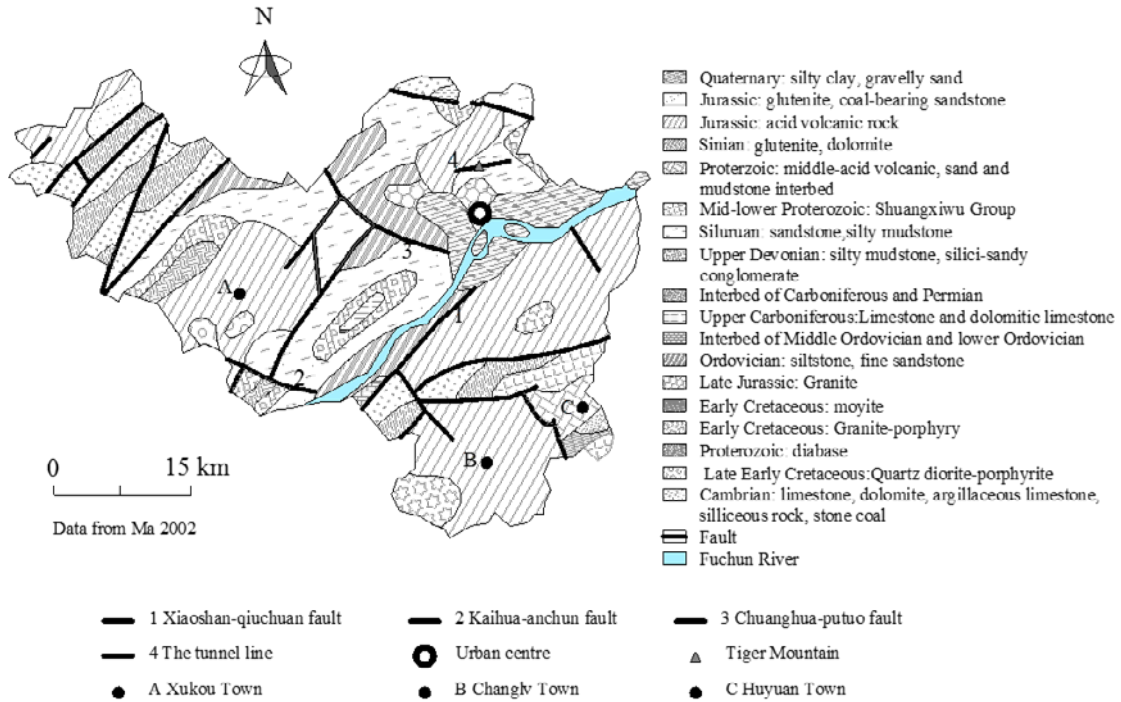 N
Quaternary: silty clay, gravelly sand
Jurassic: glutenite, coal-bearing sandstone
Jurassic: acid volcanic rock
Sinian: glutenite, dolomite
Proterzoic: middle-acid volcanic, sand and
mudstone interbed
Mid-lower Proterozoic: Shuangxiwu Group
Siluruan: sandstone,silty mudstone
Upper Devonian: silty mudstone, silici-sandy
conglomerate
Interbed of Carboniferous and Permian
Upper Carboniferous:Limestone and dolomitic limestone
Interbed of Middle Ordovician and lower Ordovician
Ordovician: siltstone, fine sandstone
Late Jurassic: Granite
Early Cretaceous: moyite
Early Cretaceous: Granite-porphyry
Proterozoic: diabase
Late Early Cretaceous:Quartz diorite-porphyrite
Cambrian: limestone, dolomite, argillaceous limestone,
silliceous rock, stone coal
Fault
Fuchun River
4
3
A
1
2
C
B
0 15 km
Data from Ma 2002
1 Xiaoshan-qiuchuan fault 2 Kaihua-anchun fault 3 Chuanghua-putuo fault
4 The tunnel line Urban centre Tiger Mountain
A Xukou Town B Changlv Town C Huyuan Town